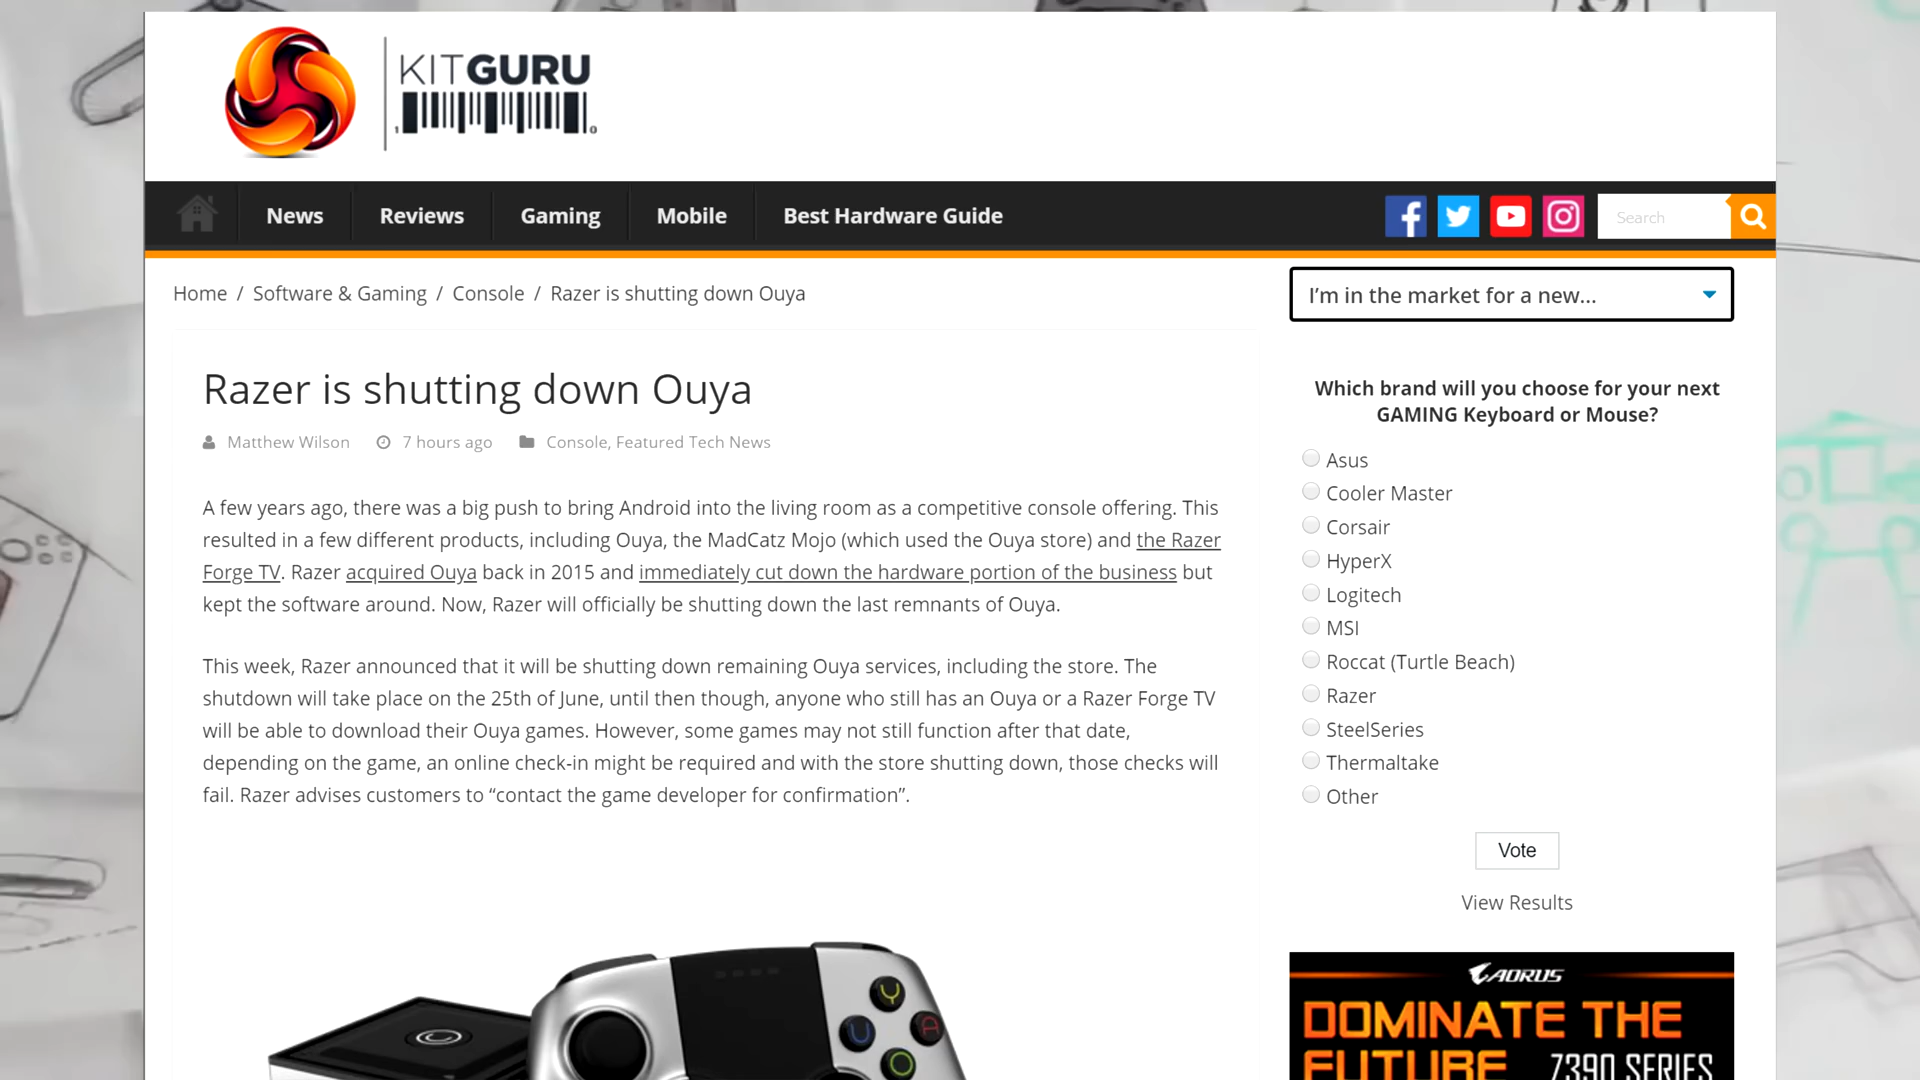 KITGURU
News
Reviews
Gaming
Mobile
Best Hardware Guide
Search
Home / Software & Gaming / Console / Razer is shutting down Ouya
I'm in the market for a new...
Razer is shutting down Ouya
Matthew Wilson 7 hours ago Console, Featured Tech News
A few years ago, there was a big push to bring Android into the living room as a competitive console offering. This
resulted in a few different products, including Ouya, the MadCatz Mojo (which used the Ouya store) and the Razer
Forge TV. Razer acquired Ouya back in 2015 and immediately cut down the hardware portion of the business but
kept the software around. Now, Razer will officially be shutting down the last remnants of Ouya.
This week, Razer announced that it will be shutting down remaining Ouya services, including the store. The
shutdown will take place on the 25th of June, until then though, anyone who still has an Ouya or a Razer Forge TV
will be able to download their Ouya games. However, some games may not still function after that date,
depending on the game, an online check-in might be required and with the store shutting down, those checks will
fail. Razer advises customers to “contact the game developer for confirmation”.
Y
U
A
O
Which brand will you choose for your next
GAMING Keyboard or Mouse?
Asus
Cooler Master
Corsair
HyperX
Logitech
MSI
Roccat (Turtle Beach)
Razer
SteelSeries
Thermaltake
Other
Vote
View Results
AORUS
DOMINATE THE
FUTURE Z390 SERIES